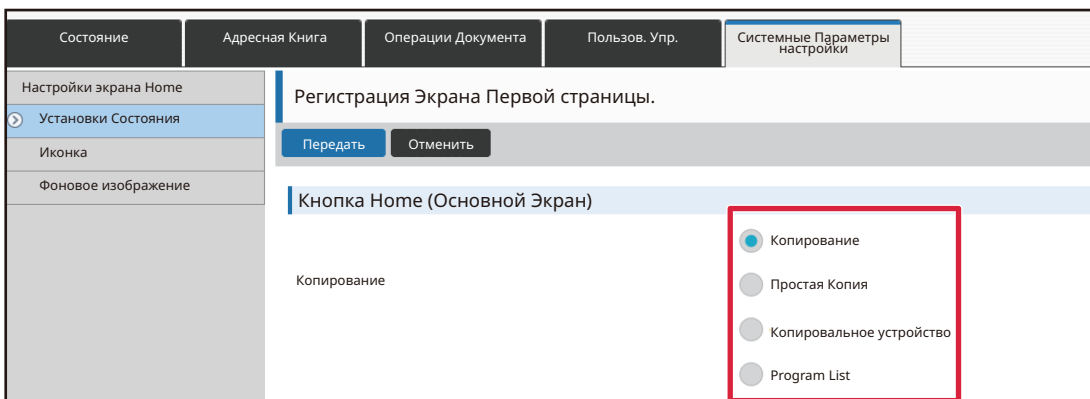 Состояние
Адресная Книга
Операции Документа
Пользов. Упр.
Системные Параметры
настройки
Настройки экрана Home
Установки Состояния
Иконка
Фоновое изображение
Регистрация Экрана Первой страницы.
Передать
Отменить
Кнопка Home (Основной Экран)
Копирование
Копирование
Простая Копия
Копировальное устройство
Program List